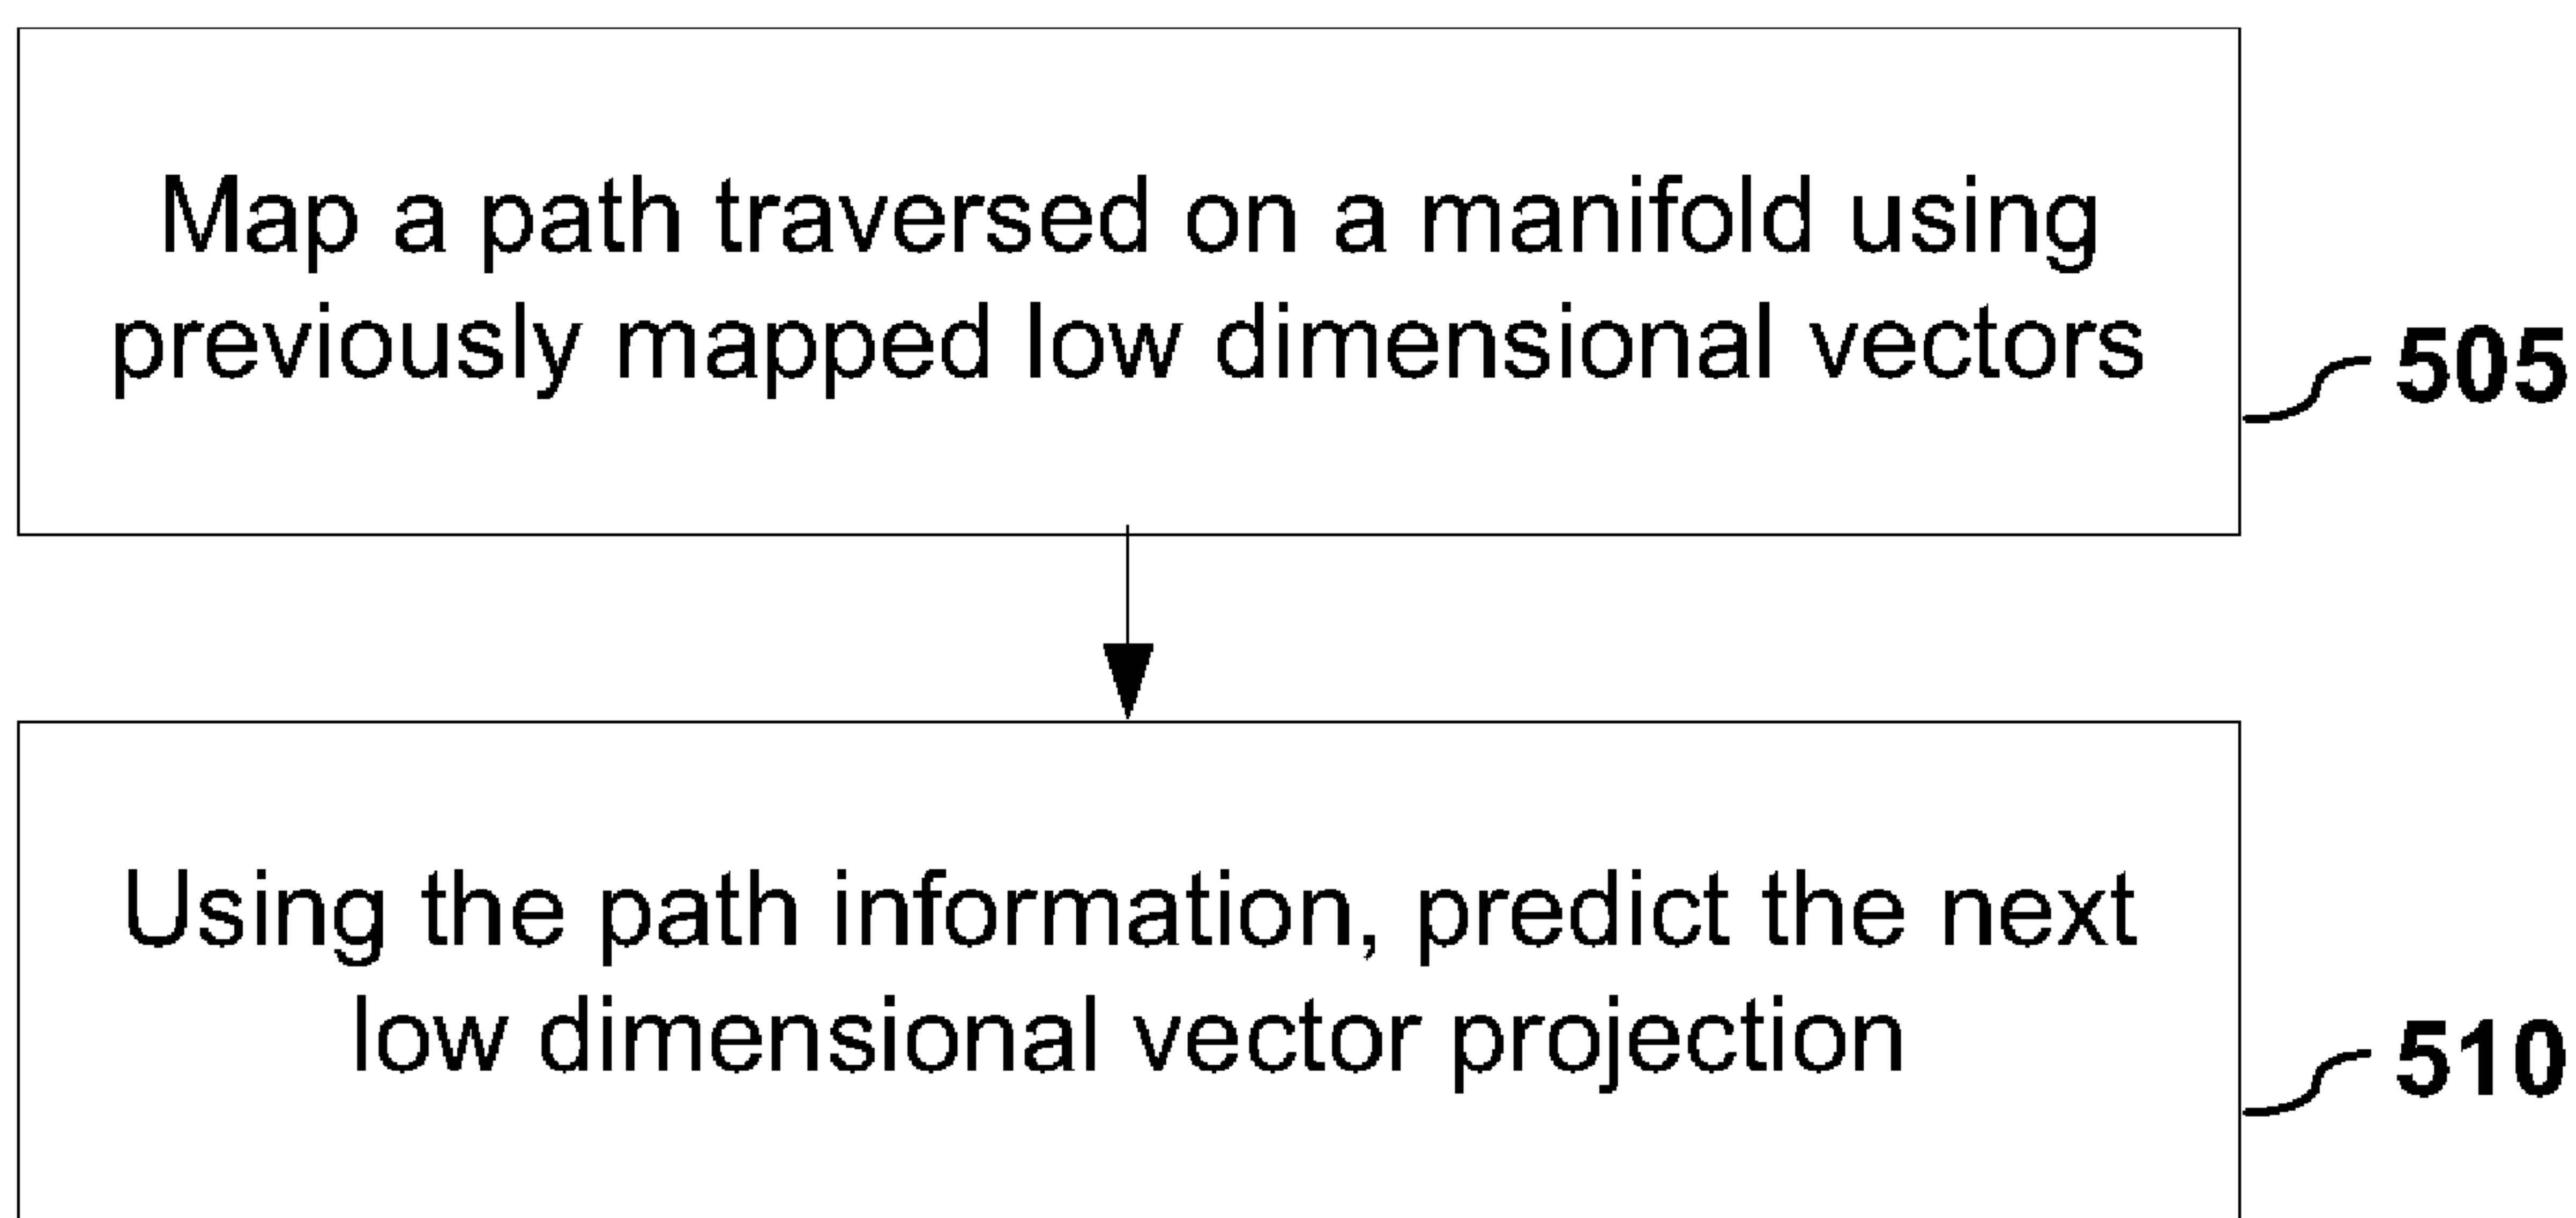 Map a path traversed on a manifold using
previously mapped low dimensional vectors
505
Using the path information, predict the next
low dimensional vector projection
510